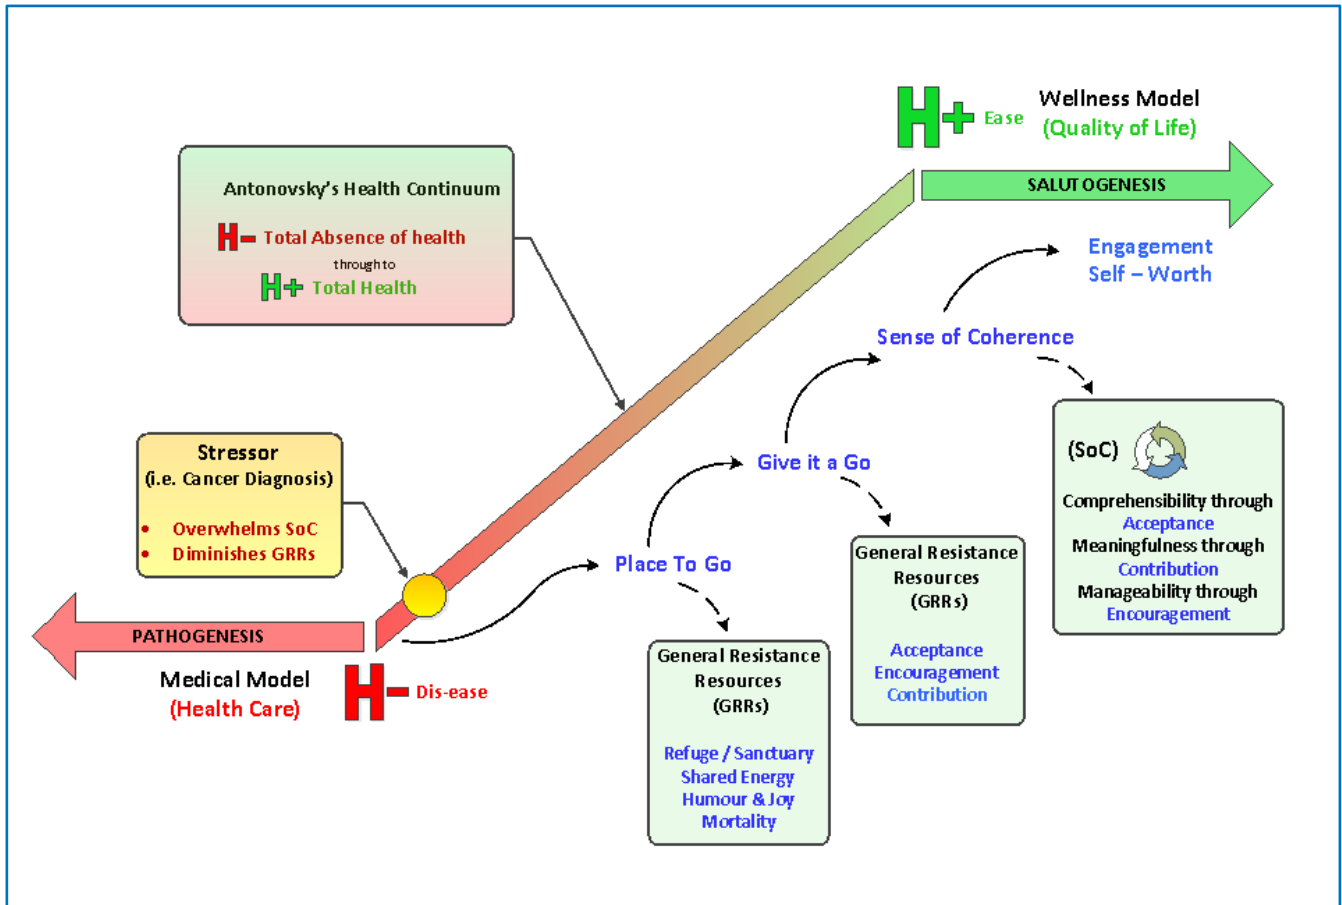 Wellness Model
(Quality of Life)
H+ Ease
SALUTOGENESIS
Antonovsky's Health Continuum
H- Total Absence of health
through to
H+ Total Health
Engagement
Self – Worth
Sense of Coherence
Stressor
(i.e. Cancer Diagnosis)
• Overwhelms SoC
• Diminishes GRRs
Give it a Go
(SoC)
Comprehensibility through
Acceptance
Meaningfulness through
Contribution
Manageability through
Encouragement
Place To Go
General Resistance
Resources
(GRRs)
Acceptance
Encouragement
Contribution
PATHOGENESIS
Medical Model
(Health Care)
H- Dis-ease
General Resistance
Resources
(GRRs)
Refuge / Sanctuary
Shared Energy
Humour & Joy
Mortality